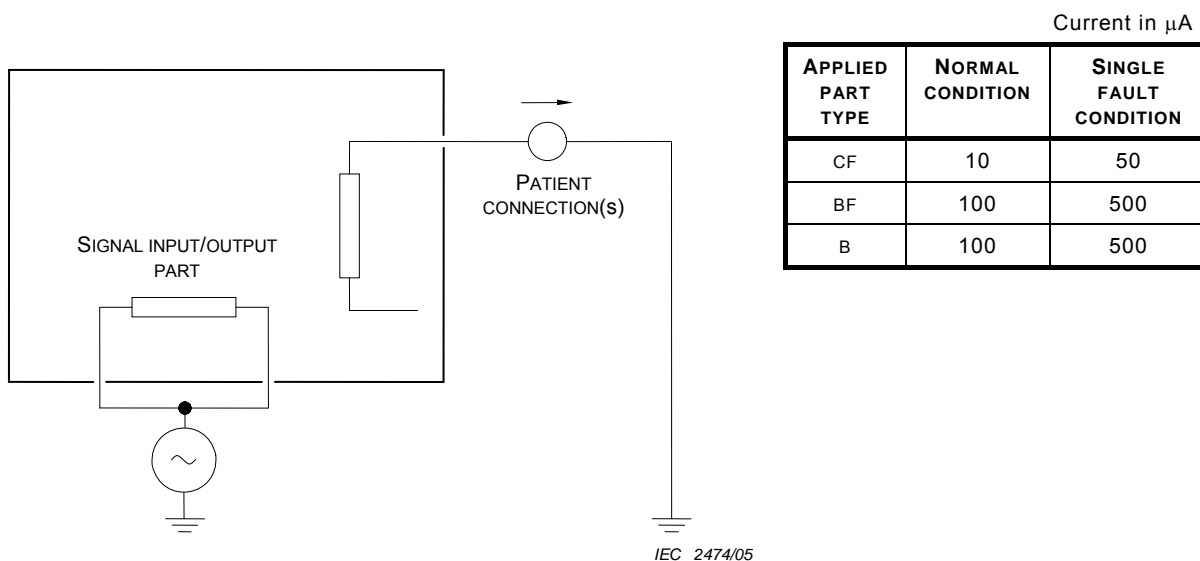 Current in μA
APPLIED
PART
TYPE
NORMAL
CONDITION
SINGLE
FAULT
CONDITION
CF 10 50
BF 100 500
B 100 500
PATIENT
CONNECTION(S)
SIGNAL INPUT/OUTPUT
PART
IEC 2474/05